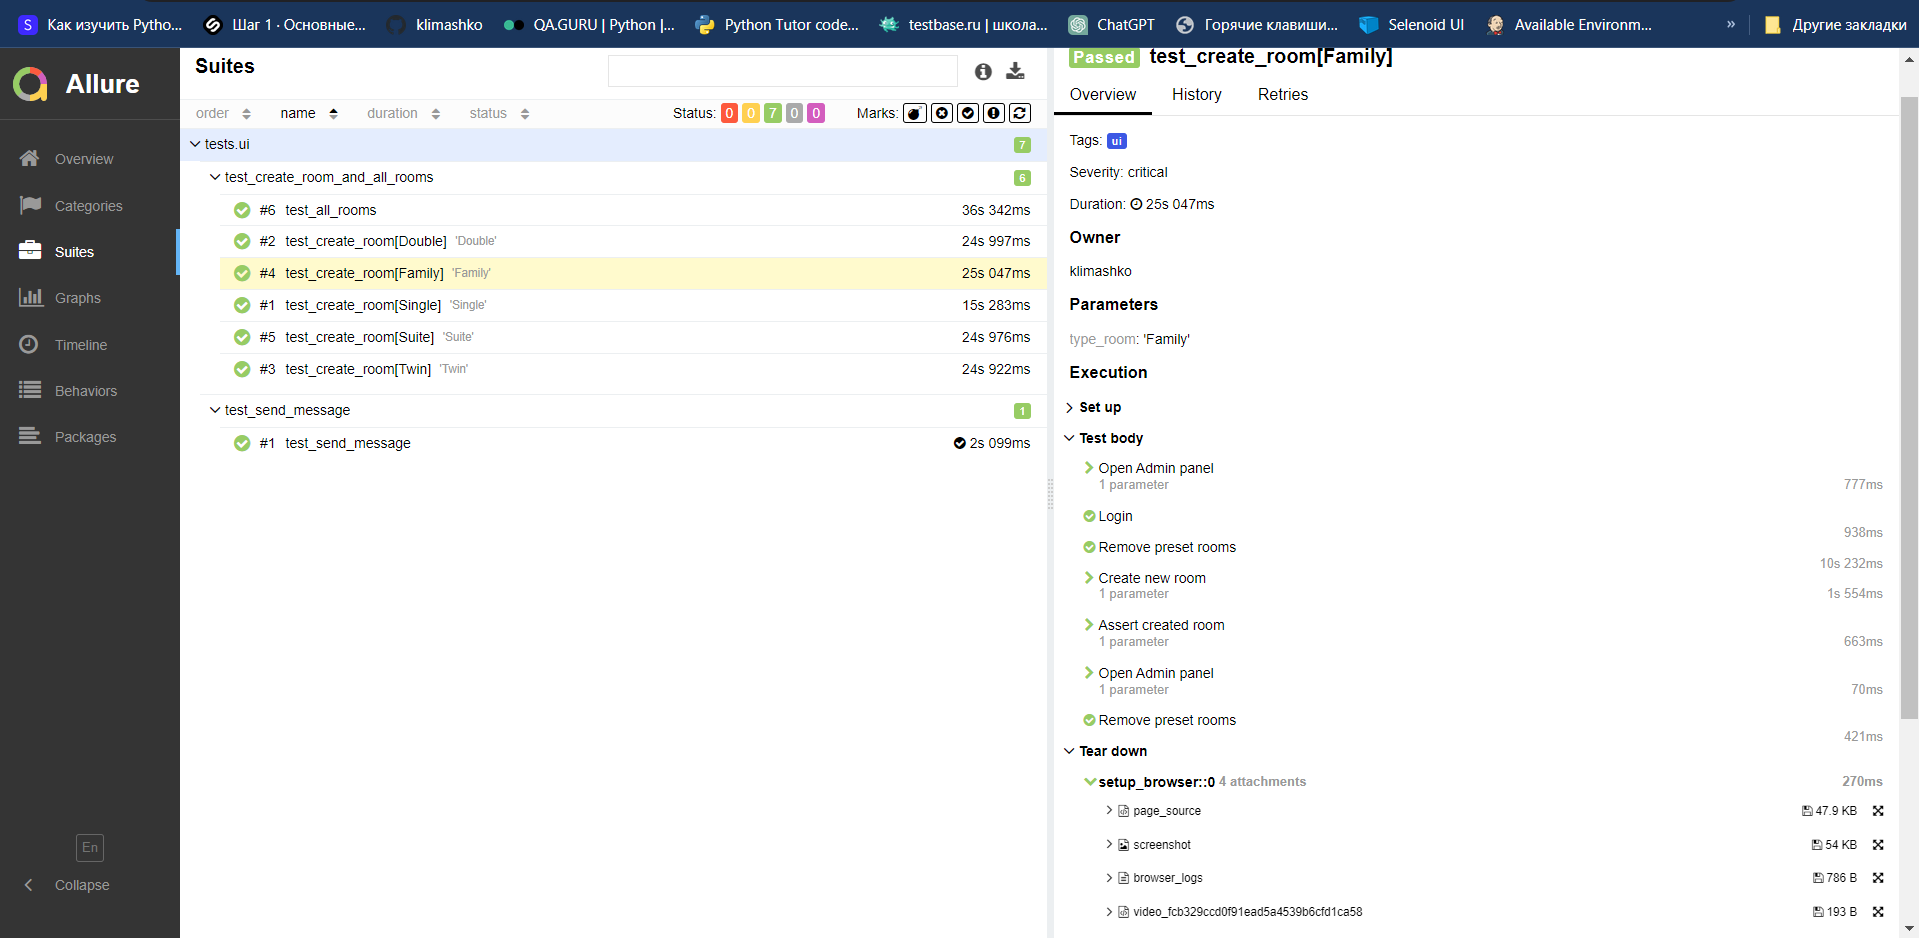 S Как изучить Pytho...
Шаг 1 · Основные...
klimashko
QA.GURU | Python |...
Python Tutor code...
testbase.ru | школа...
ChatGPT
Горячие клавиши...
Selenoid UI
Available Environm...
»
Другие закладки
Allure
Overview
Categories
Suites
Graphs
Timeline
Behaviors
Packages
En
Collapse
Suites
order name duration status Status: 0 0 7 0 0 Marks:
tests.ui 7
test_create_room_and_all_rooms 6
#6 test_all_rooms 36s 342ms
#2 test_create_room[Double] 'Double' 24s 997ms
#4 test_create_room[Family] 'Family' 25s 047ms
#1 test_create_room[Single] 'Single' 15s 283ms
#5 test_create_room[Suite] 'Suite' 24s 976ms
#3 test_create_room[Twin] 'Twin' 24s 922ms
test_send_message 1
#1 test_send_message 2s 099ms
Passed test_create_room[Family]
Overview History Retries
Tags: ui
Severity: critical
Duration: 25s 047ms
Owner
klimashko
Parameters
type_room: 'Family'
Execution
Set up
Test body
Open Admin panel
1 parameter 777ms
Login
938ms
Remove preset rooms
10s 232ms
Create new room
1 parameter 1s 554ms
Assert created room
1 parameter 663ms
Open Admin panel
1 parameter 70ms
Remove preset rooms
421ms
Tear down
setup_browser::0 4 attachments 270ms
page_source 47.9 KB
screenshot 54 KB
browser_logs 786 B
video_fcb329ccd0f91ead5a4539b6cfd1ca58 193 B